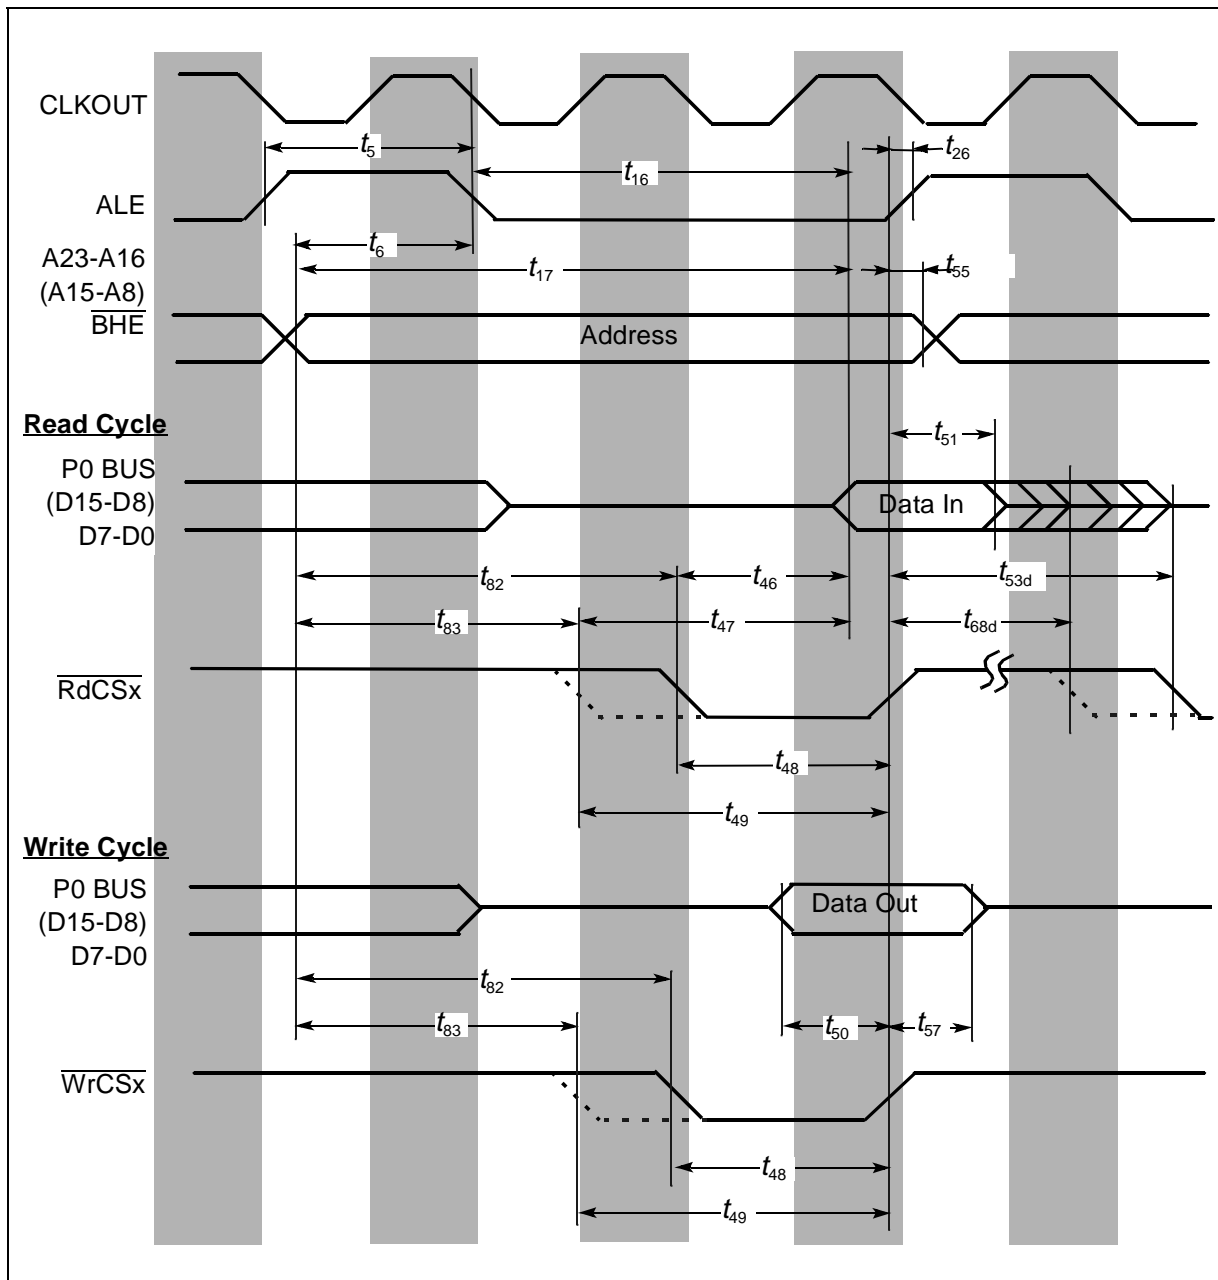 CLKOUT
t5
t26
t16
ALE
t6
A23-A16
t17
t55
(A15-A8)
BHE
Address
Read Cycle
t51
P0 BUS
(D15-D8)
Data In
D7-D0
t82
t46
t53d
t83
t47
t68d
RdCSx
t48
t49
Write Cycle
P0 BUS
(D15-D8)
Data Out
D7-D0
t82
t83
t50
t57
WrCSx
t48
t49